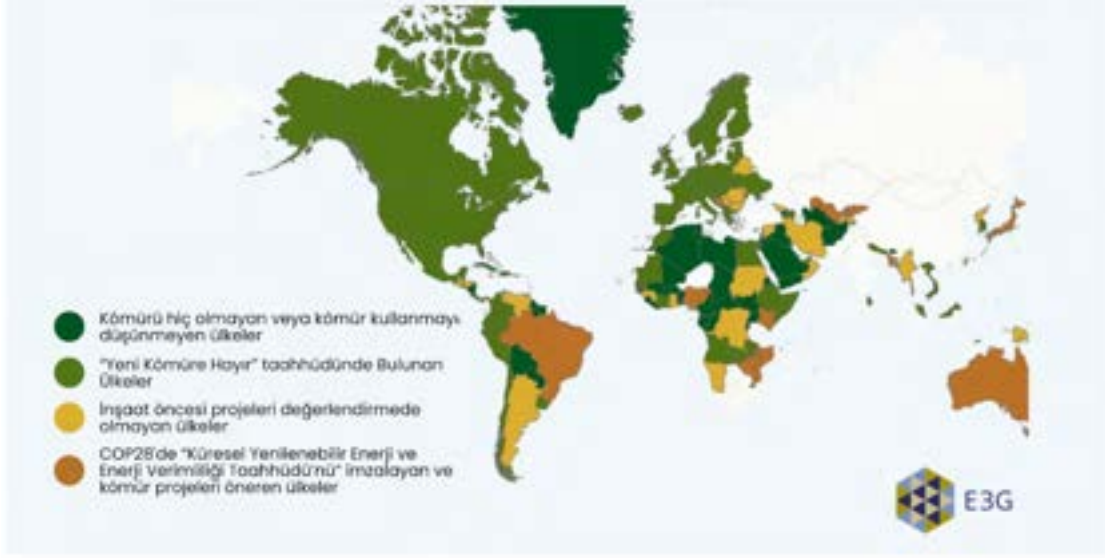 Kömürü hiç olmayan veya kömür kullanmayı
düşünmeyen ülkeler
"Yeni Kömüre Hayır" taahhüdünde Bulunan
Ülkeler
İnşaat öncesi projeleri değerlendirmede
olmayan ülkeler
COP28'de "Küresel Yenilenebilir Enerji ve
Enerji Verimliliği Taahhüdü'nü" imzalayan ve
kömür projeleri öneren ülkeler
E3G